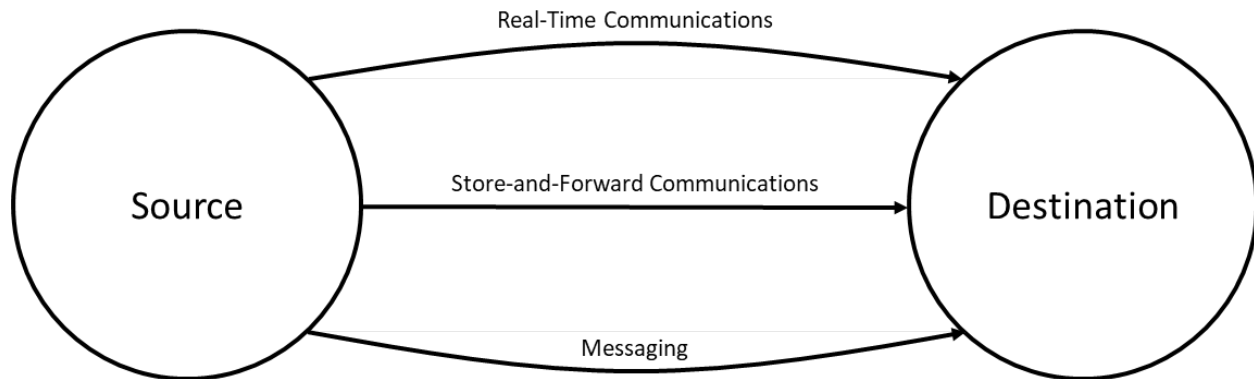 Real-Time Communications
Source
Store-and-Forward Communications
Destination
Messaging